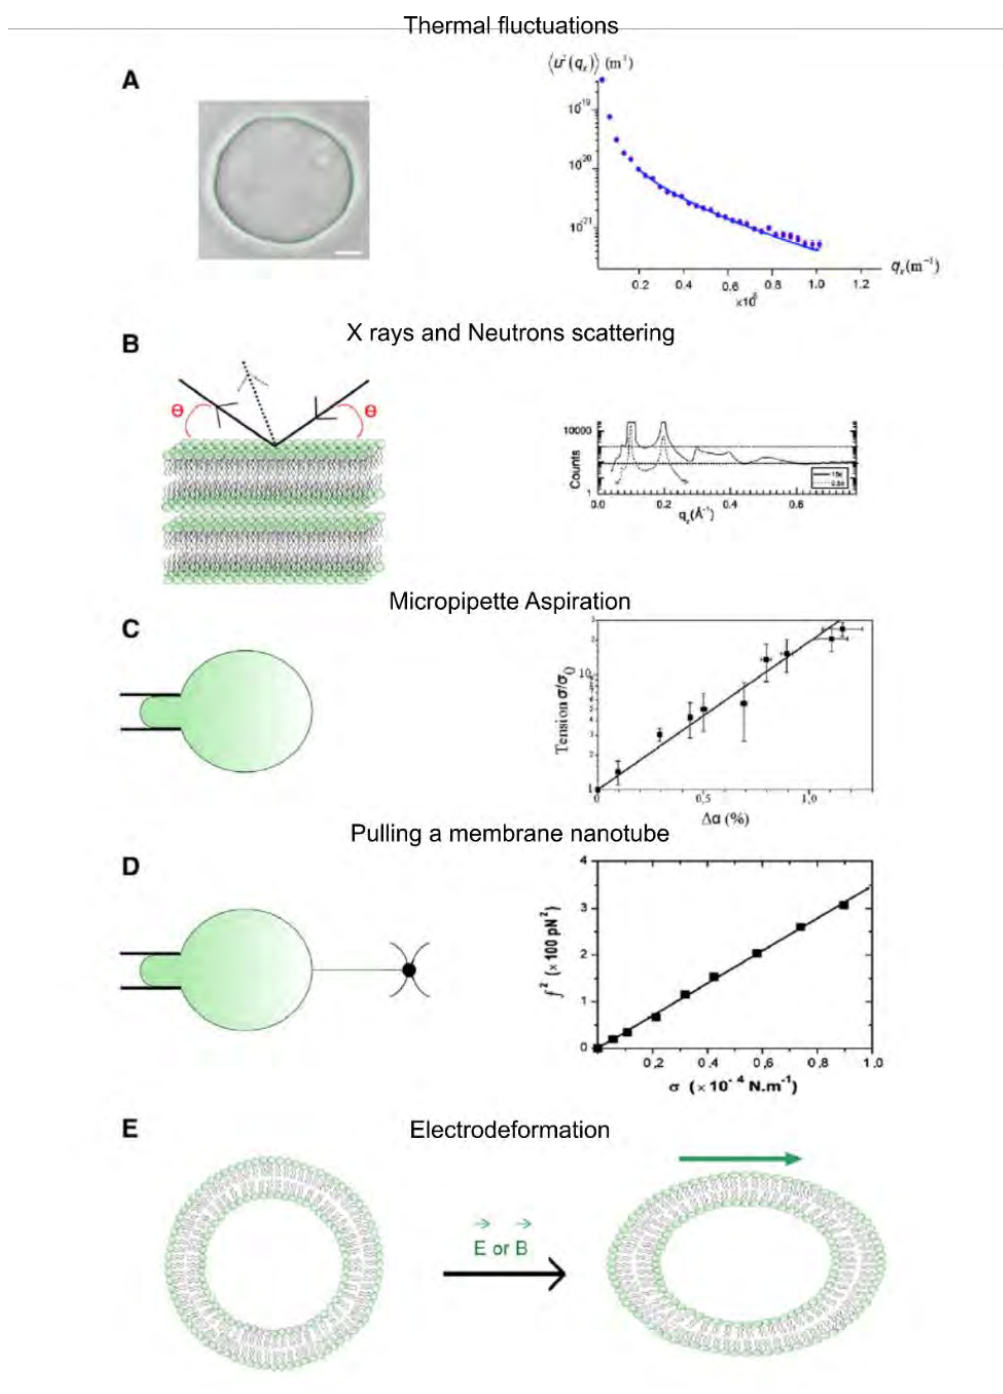 Thermal fluctuations
A
⟨u²(qₓ)⟩ (m³)
10⁻¹⁹
10⁻²⁰
10⁻²¹
qₓ(m⁻¹)
0.2 0.4 0.6 0.8 1.0 1.2
X rays and Neutrons scattering
B
θ θ
10000
Counts
1
0.0 0.2 0.4 0.6
q_z(Å⁻¹)
Micropipette Aspiration
C
Tension σ/σ₀
10
1
0 0.5 1.0
Δα (%)
Pulling a membrane nanotube
D
f² (×100 pN²)
4
3
2
1
0
0,2 0,4 0,6 0,8 1,0
σ (×10⁻⁴ N.m⁻¹)
E
Electrodeformation
E or B